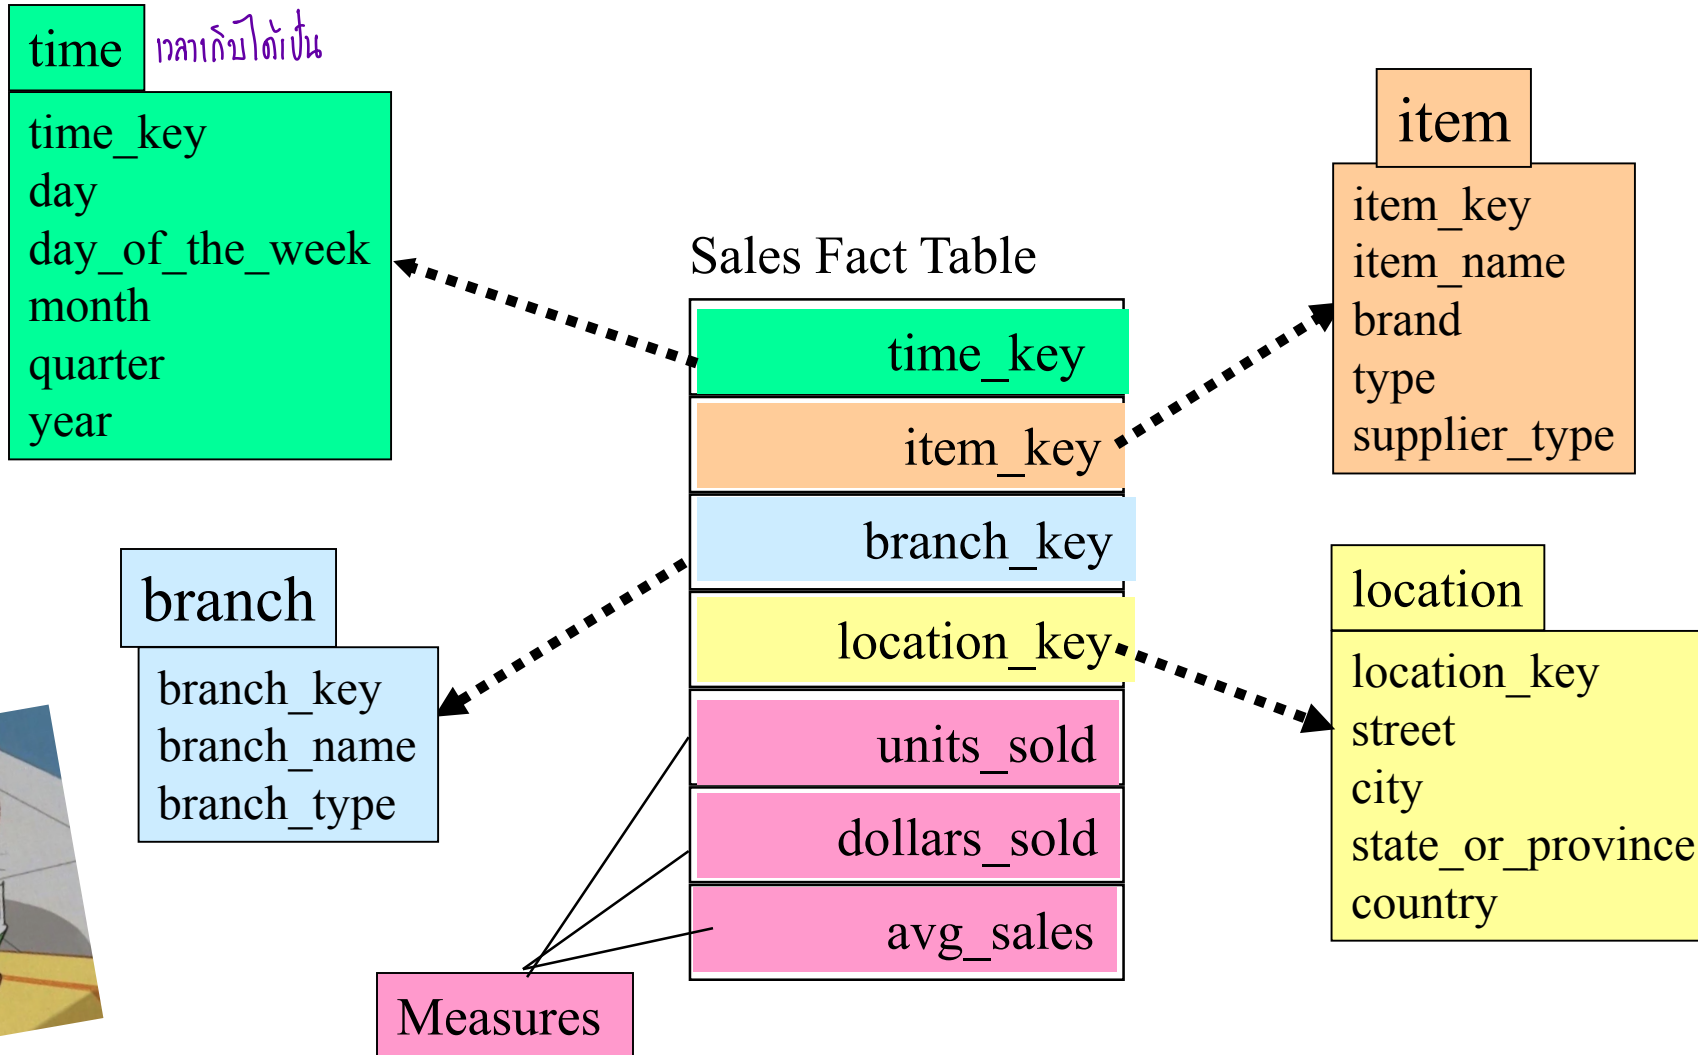 time
เวลาเก็บได้เป็น
time_key
day
day_of_the_week
month
quarter
year
item
item_key
item_name
brand
type
supplier_type
Sales Fact Table
time_key
item_key
branch_key
location_key
units_sold
dollars_sold
avg_sales
branch
branch_key
branch_name
branch_type
location
location_key
street
city
state_or_province
country
Measures